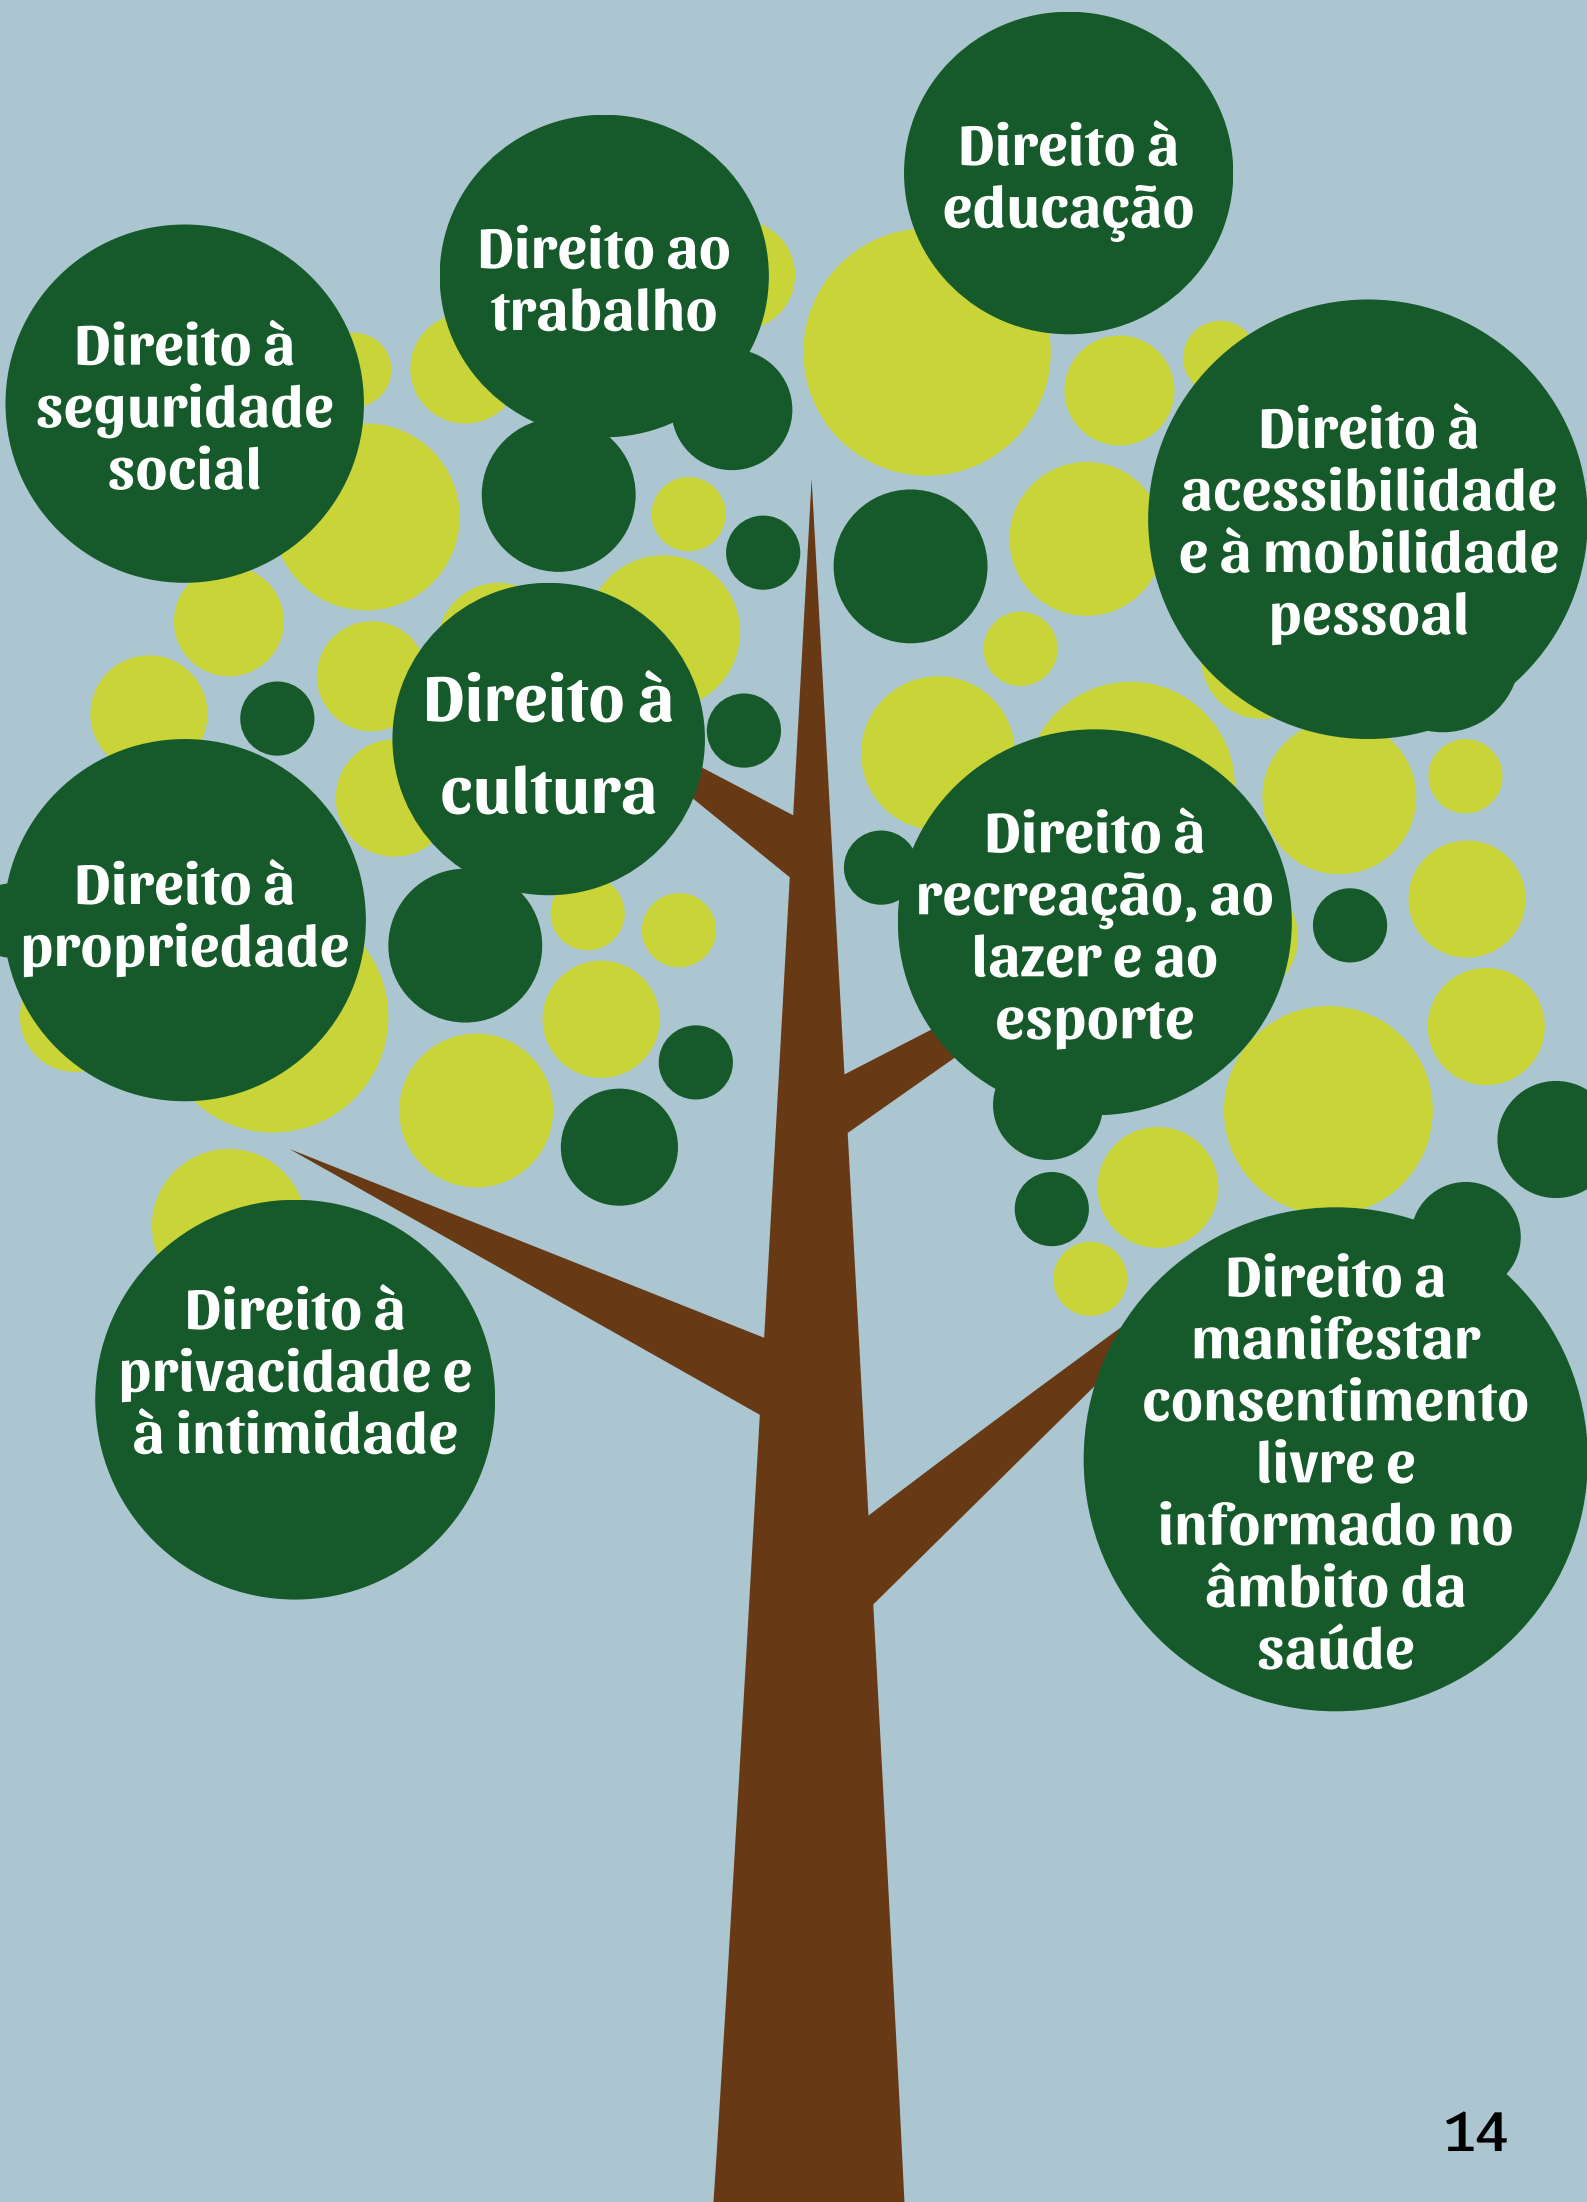 Direito à
educação
Direito ao
trabalho
Direito à
seguridade
social
Direito à
acessibilidade
e à mobilidade
pessoal
Direito à
cultura
Direito à
recreação, ao
lazer e ao
esporte
Direito à
propriedade
Direito à
privacidade e
à intimidade
Direito a
manifestar
consentimento
livre e
informado no
âmbito da
saúde
14